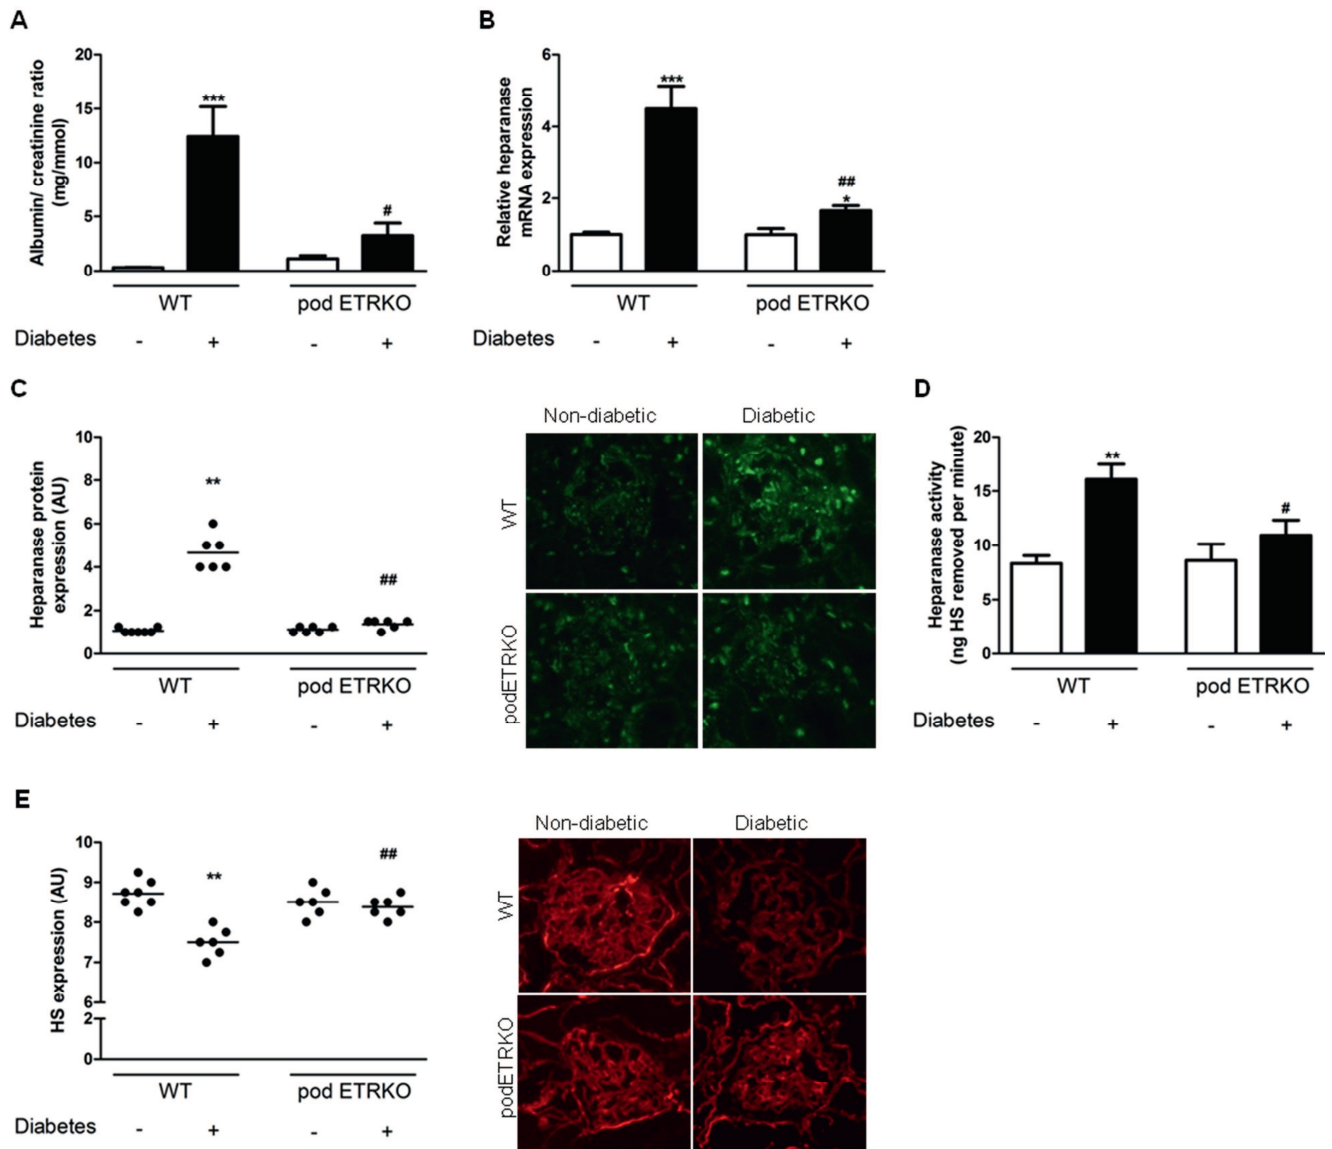 A
Albumin/ creatinine ratio
(mg/mmol)
20
15
10
5
0
***
#
WT
pod ETRKO
Diabetes
-
+
-
+
B
Relative heparanase
mRNA expression
6
4
2
0
***
##
*
WT
pod ETRKO
Diabetes
-
+
-
+
C
Heparanase protein
expression (AU)
10
8
6
4
2
0
**
##
WT
pod ETRKO
Diabetes
-
+
-
+
Non-diabetic
Diabetic
WT
podETRKO
D
Heparanase activity
(ng HS removed per minute)
20
15
10
5
0
**
#
WT
pod ETRKO
Diabetes
-
+
-
+
E
HS expression (AU)
10
9
8
7
6
2
0
**
##
WT
pod ETRKO
Diabetes
-
+
-
+
Non-diabetic
Diabetic
WT
podETRKO